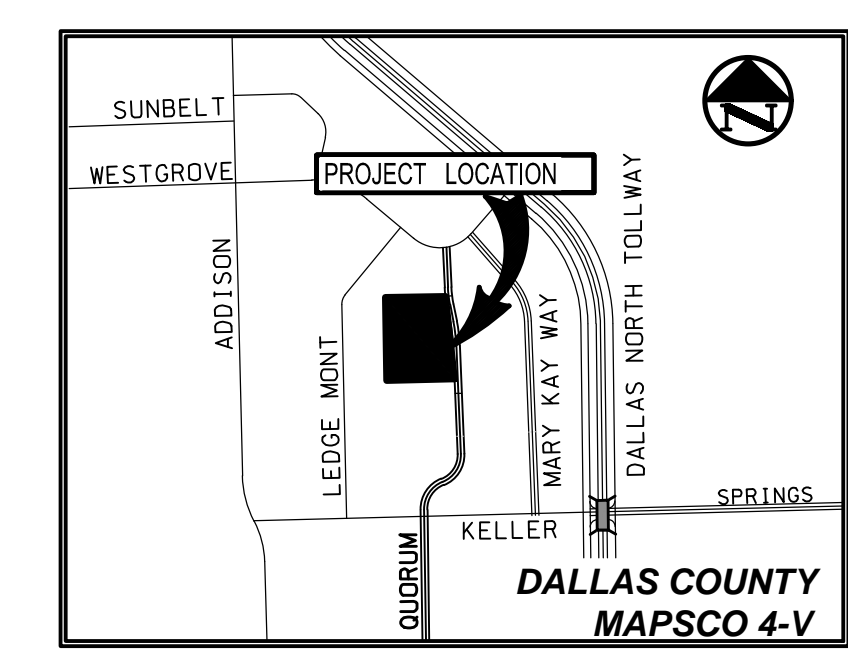 SUNBELT
N
WESTGROVE
PROJECT LOCATION
ADDISON
LEDGE MONT
MARY KAY WAY
DALLAS NORTH TOLLWAY
SPRINGS
KELLER
QUORUM
DALLAS COUNTY
MAPSCO 4-V